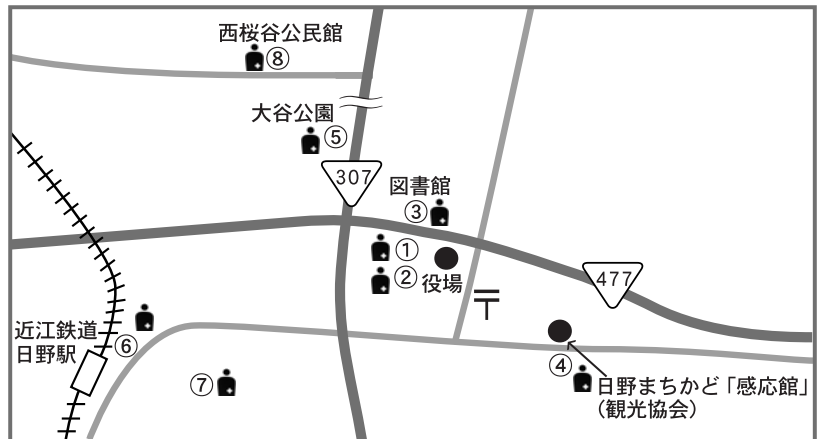 西桜谷公民館
⑧
大谷公園
⑤
307
図書館
③
①
②
役場
〒
477
近江鉄道
日野駅
⑥
④
⑦
日野まちかど「感応館」
（観光協会）